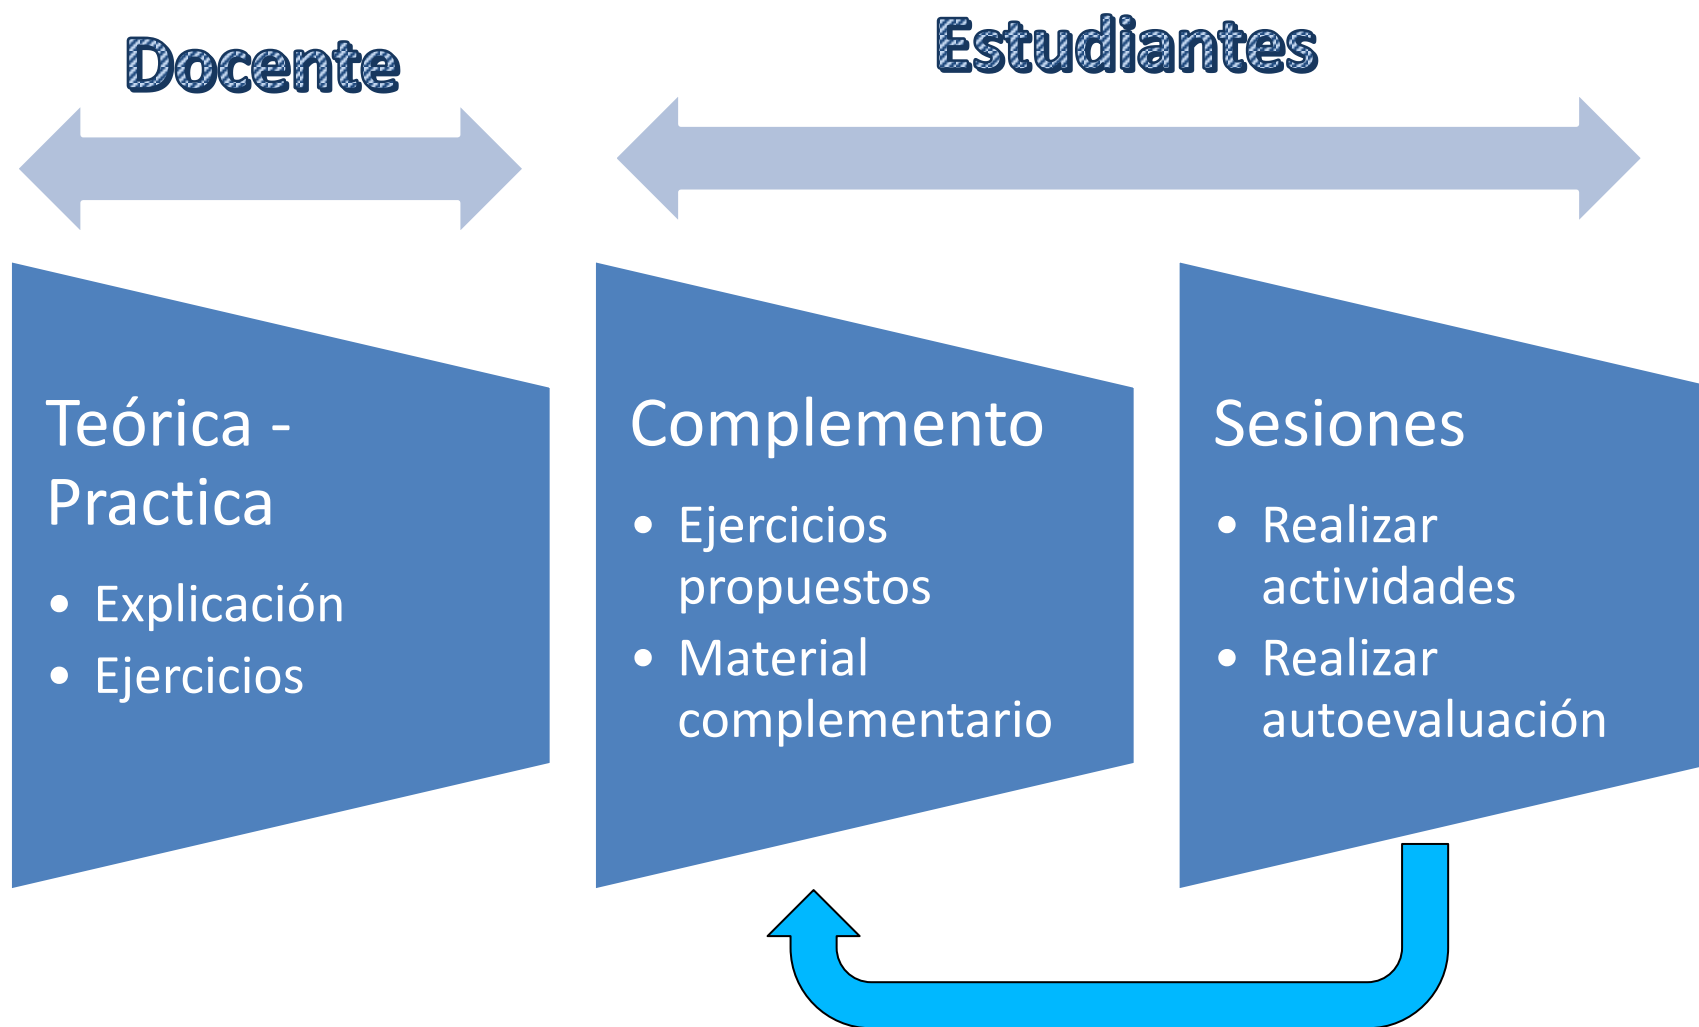 Docente
Estudiantes
Teórica -
Practica
• Explicación
• Ejercicios
Complemento
• Ejercicios
propuestos
• Material
complementario
Sesiones
• Realizar
actividades
• Realizar
autoevaluación